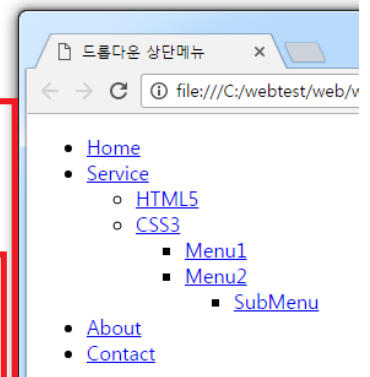 드롭다운 상단메뉴
file:///C:/webtest/web/w
Home
Service
HTML5
CSS3
Menu1
Menu2
SubMenu
About
Contact